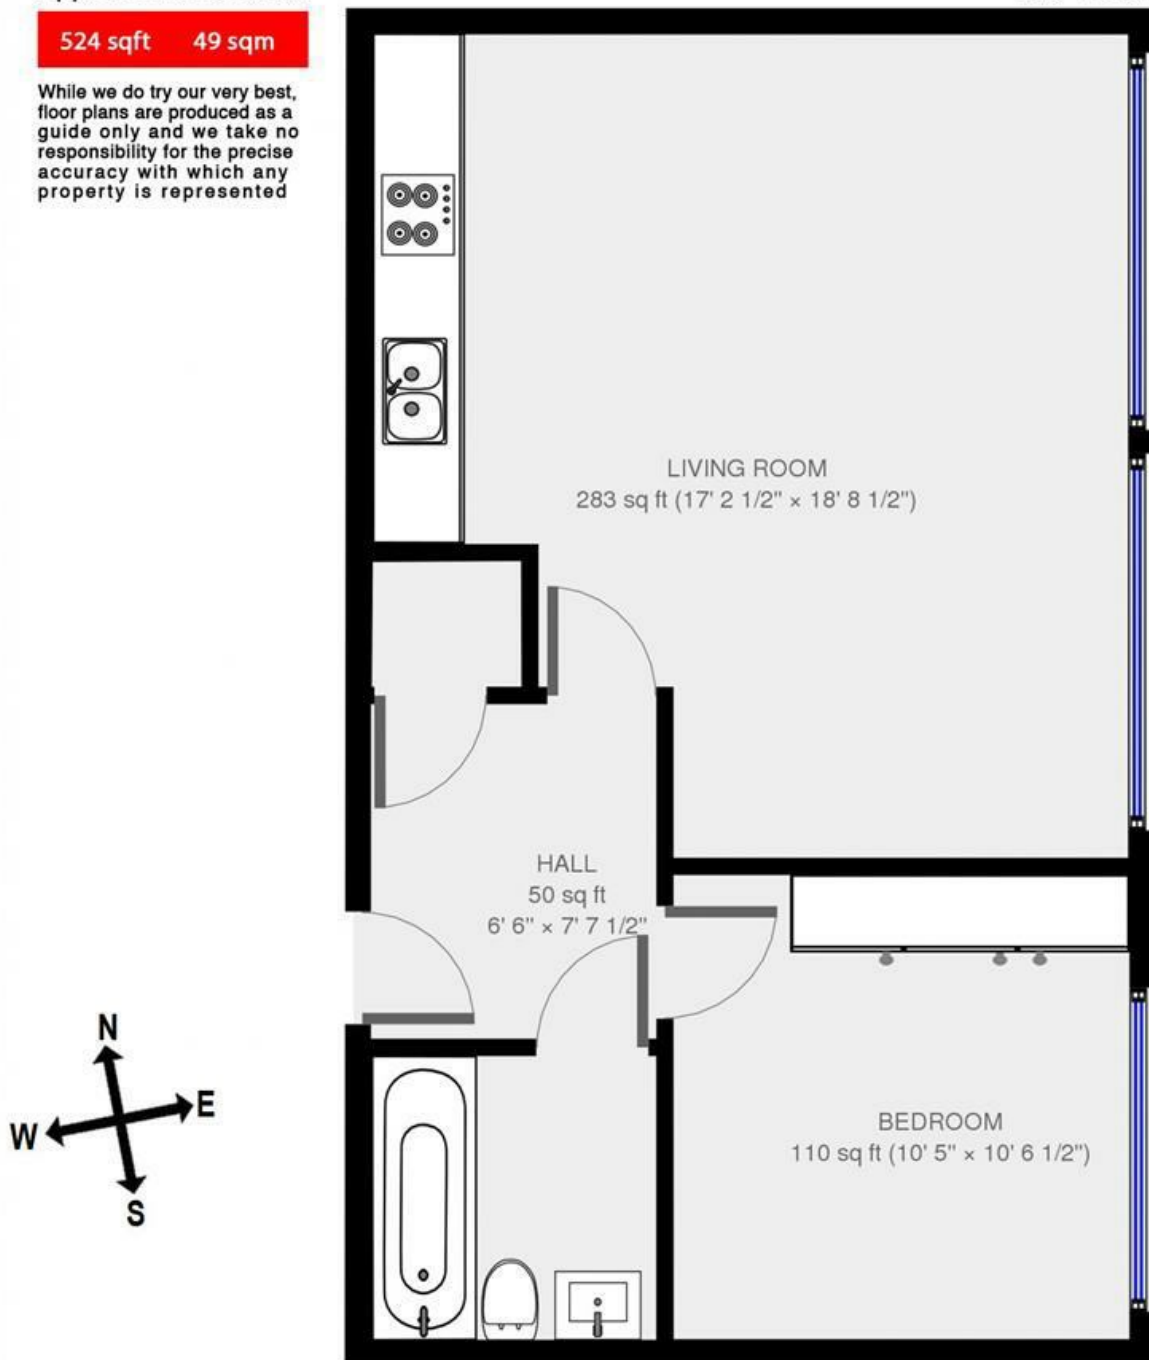 524 sqft 49 sqm
While we do try our very best,
floor plans are produced as a
guide only and we take no
responsibility for the precise
accuracy with which any
property is represented
LIVING ROOM
283 sq ft (17' 2 1/2" × 18' 8 1/2")
HALL
50 sq ft
6' 6" × 7' 7 1/2"
BEDROOM
110 sq ft (10' 5" × 10' 6 1/2")
N
E
W
S